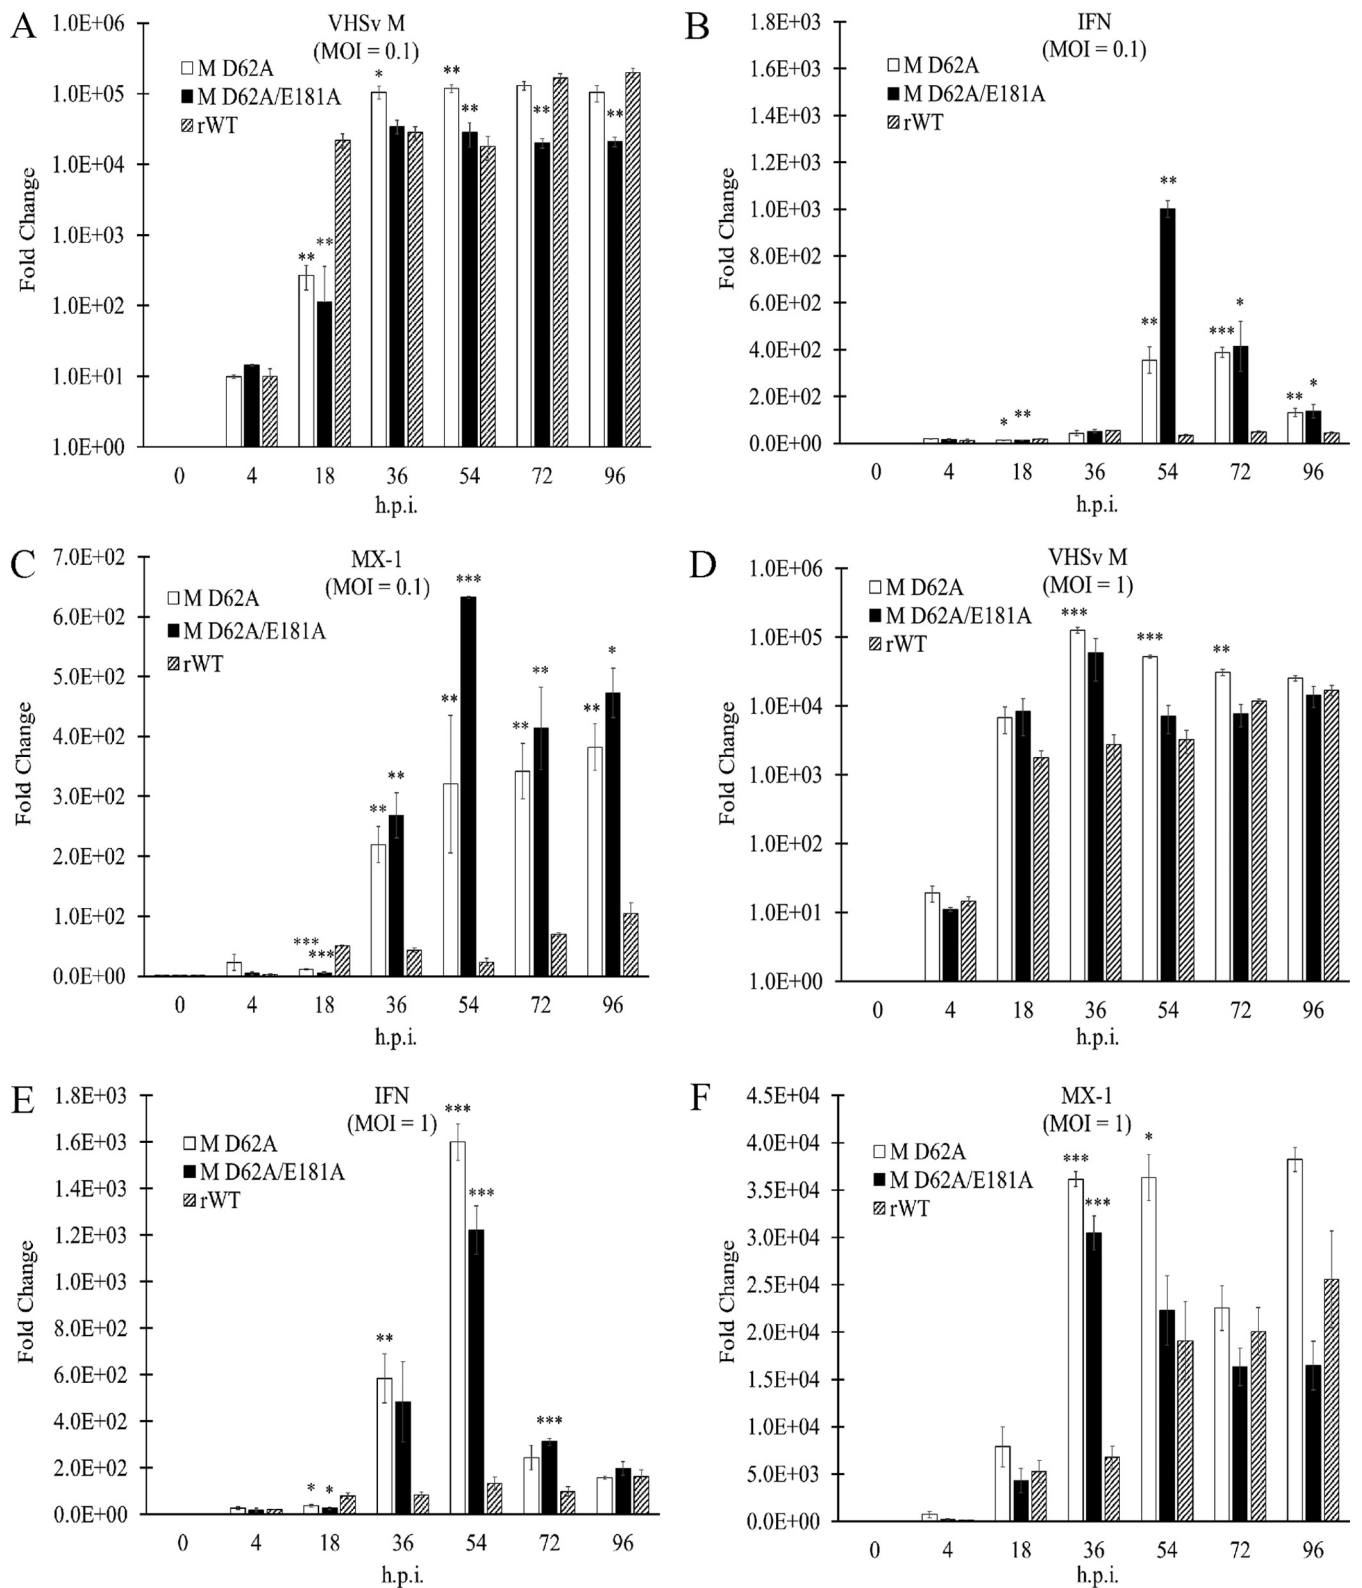 A
VHSv M
(MOI = 0.1)
M D62A
M D62A/E181A
rWT
1.0E+06
1.0E+05
1.0E+04
1.0E+03
1.0E+02
1.0E+01
1.0E+00
Fold Change
* ** ** ** ** ** **
0 4 18 36 54 72 96
h.p.i.
B
IFN
(MOI = 0.1)
M D62A
M D62A/E181A
rWT
1.8E+03
1.6E+03
1.4E+03
1.2E+03
1.0E+03
8.0E+02
6.0E+02
4.0E+02
2.0E+02
0.0E+00
Fold Change
* ** ** ** *** * ** *
0 4 18 36 54 72 96
h.p.i.
C
MX-1
(MOI = 0.1)
M D62A
M D62A/E181A
rWT
7.0E+02
6.0E+02
5.0E+02
4.0E+02
3.0E+02
2.0E+02
1.0E+02
0.0E+00
Fold Change
*** *** ** ** ** *** ** ** ** *
0 4 18 36 54 72 96
h.p.i.
D
VHSv M
(MOI = 1)
M D62A
M D62A/E181A
rWT
1.0E+06
1.0E+05
1.0E+04
1.0E+03
1.0E+02
1.0E+01
1.0E+00
Fold Change
*** *** **
0 4 18 36 54 72 96
h.p.i.
E
IFN
(MOI = 1)
M D62A
M D62A/E181A
rWT
1.8E+03
1.6E+03
1.4E+03
1.2E+03
1.0E+03
8.0E+02
6.0E+02
4.0E+02
2.0E+02
0.0E+00
Fold Change
* * ** *** *** ***
0 4 18 36 54 72 96
h.p.i.
F
MX-1
(MOI = 1)
M D62A
M D62A/E181A
rWT
4.5E+04
4.0E+04
3.5E+04
3.0E+04
2.5E+04
2.0E+04
1.5E+04
1.0E+04
5.0E+03
0.0E+00
Fold Change
*** *** *
0 4 18 36 54 72 96
h.p.i.